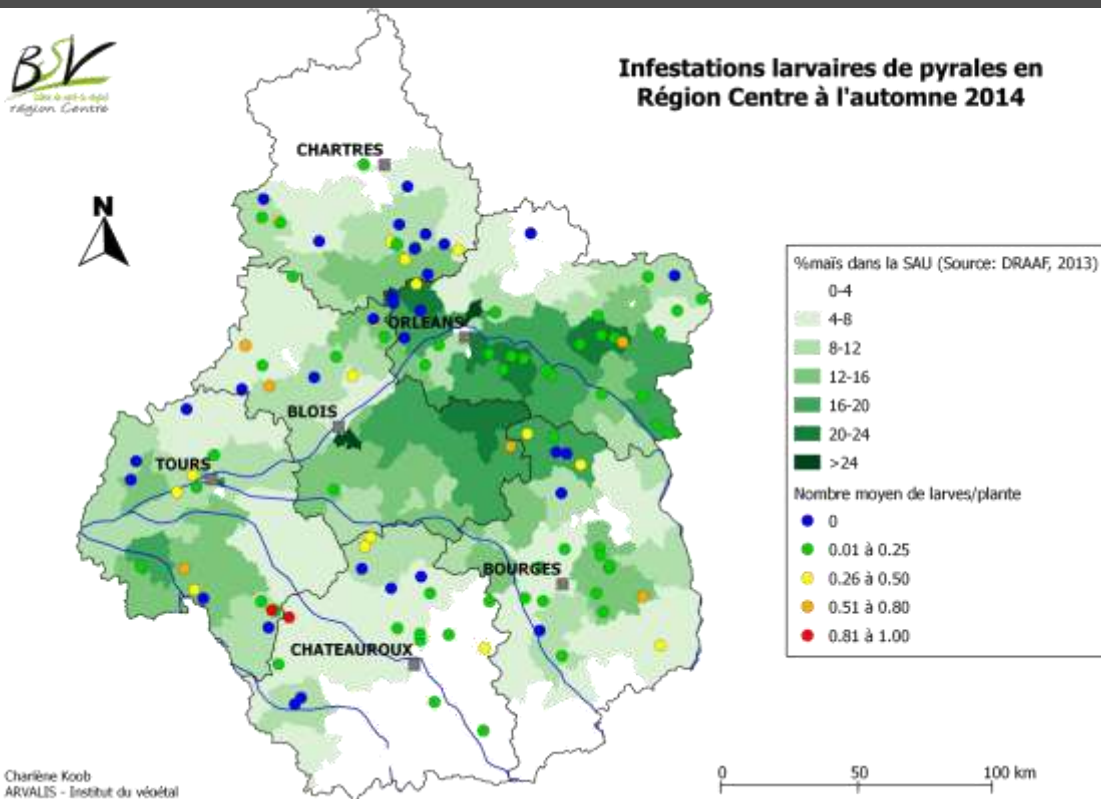 BSV
région Centre
Infestations larvaires de pyrales en
Région Centre à l'automne 2014
N
CHARTRES
ORLEANS
BLOIS
TOURS
BOURGES
CHATEAUROUX
%maïs dans la SAU (Source: DRAAF, 2013)
0-4
4-8
8-12
12-16
16-20
20-24
>24
Nombre moyen de larves/plante
0
0.01 à 0.25
0.26 à 0.50
0.51 à 0.80
0.81 à 1.00
Charlène Koob
ARVALIS - Institut du végétal
0 50 100 km